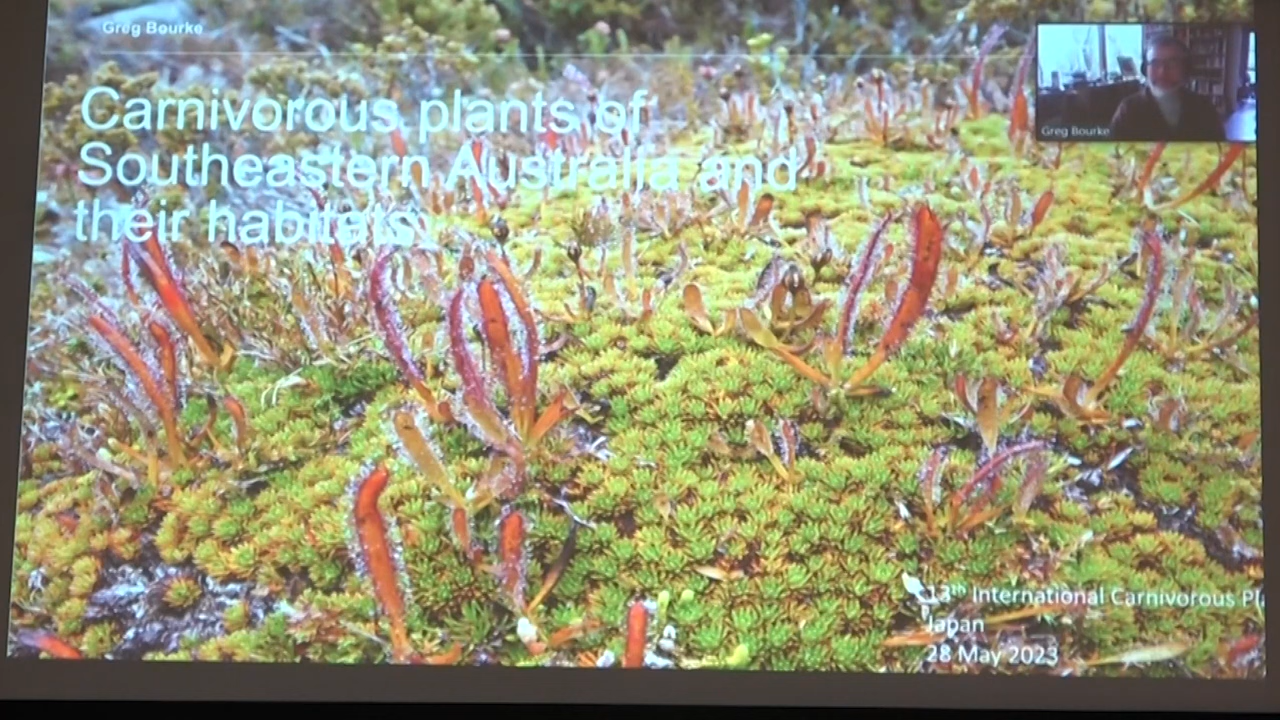 Greg Bourke
Carnivorous plants of
Southeastern Australia and
their habitats
Greg Bourke
13th International Carnivorous Pl
Japan
28 May 2023